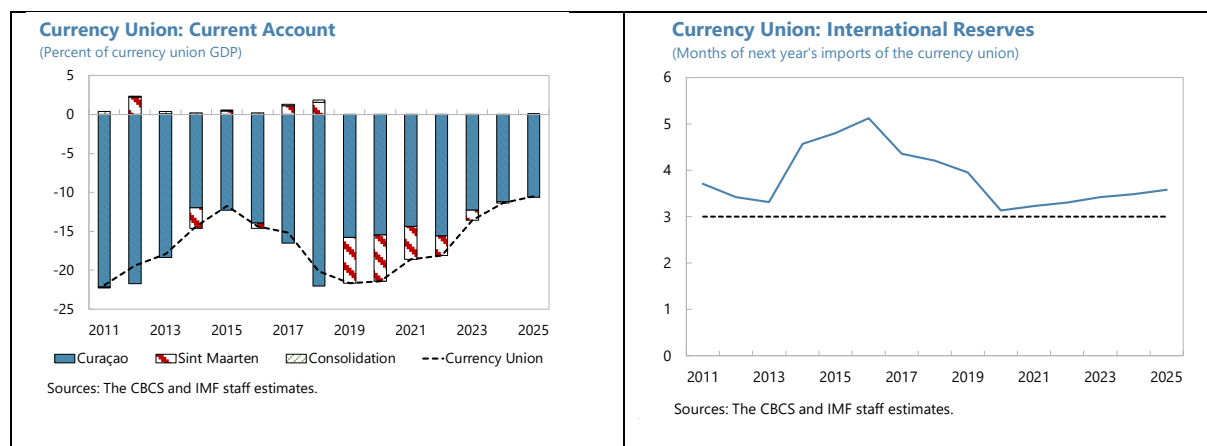 Currency Union: Current Account
(Percent of currency union GDP)
5
0
-5
-10
-15
-20
-25
2011 2013 2015 2017 2019 2021 2023 2025
Curaçao Sint Maarten Consolidation Currency Union
Sources: The CBCS and IMF staff estimates.
Currency Union: International Reserves
(Months of next year's imports of the currency union)
6
5
4
3
2
1
0
2011 2013 2015 2017 2019 2021 2023 2025
Sources: The CBCS and IMF staff estimates.